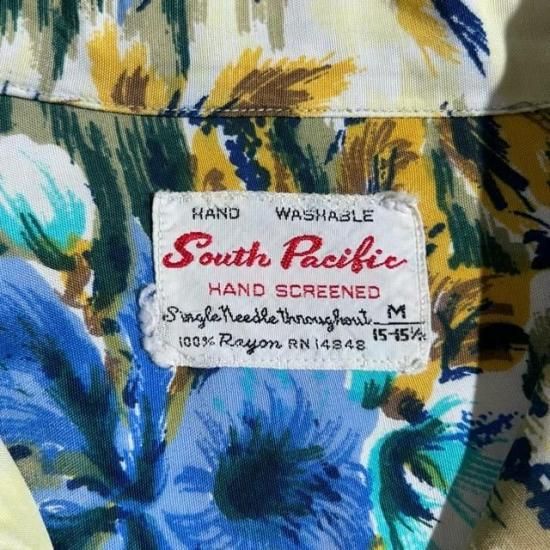 HAND WASHABLE
South Pacific
HAND SCREENED
Single Needle throughout M
100% Rayon RN 14848 15-15½